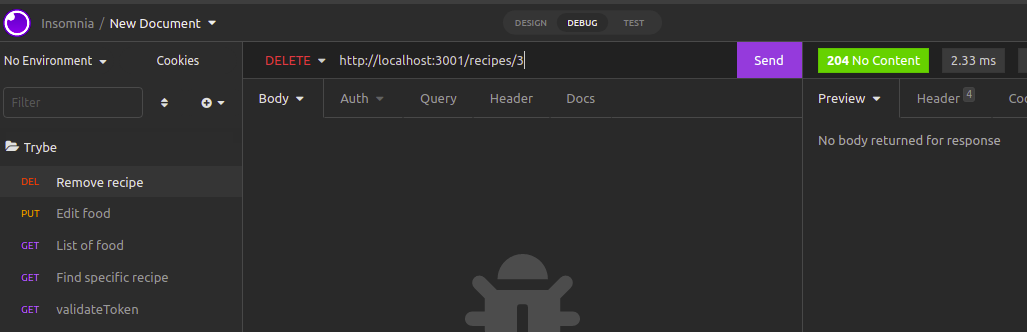 Insomnia / New Document
DESIGN DEBUG TEST
No Environment Cookies
DELETE http://localhost:3001/recipes/3 Send
204 No Content 2.33 ms
Filter
Body Auth Query Header Docs
Preview Header 4
No body returned for response
Trybe
DEL Remove recipe
PUT Edit food
GET List of food
GET Find specific recipe
GET validateToken